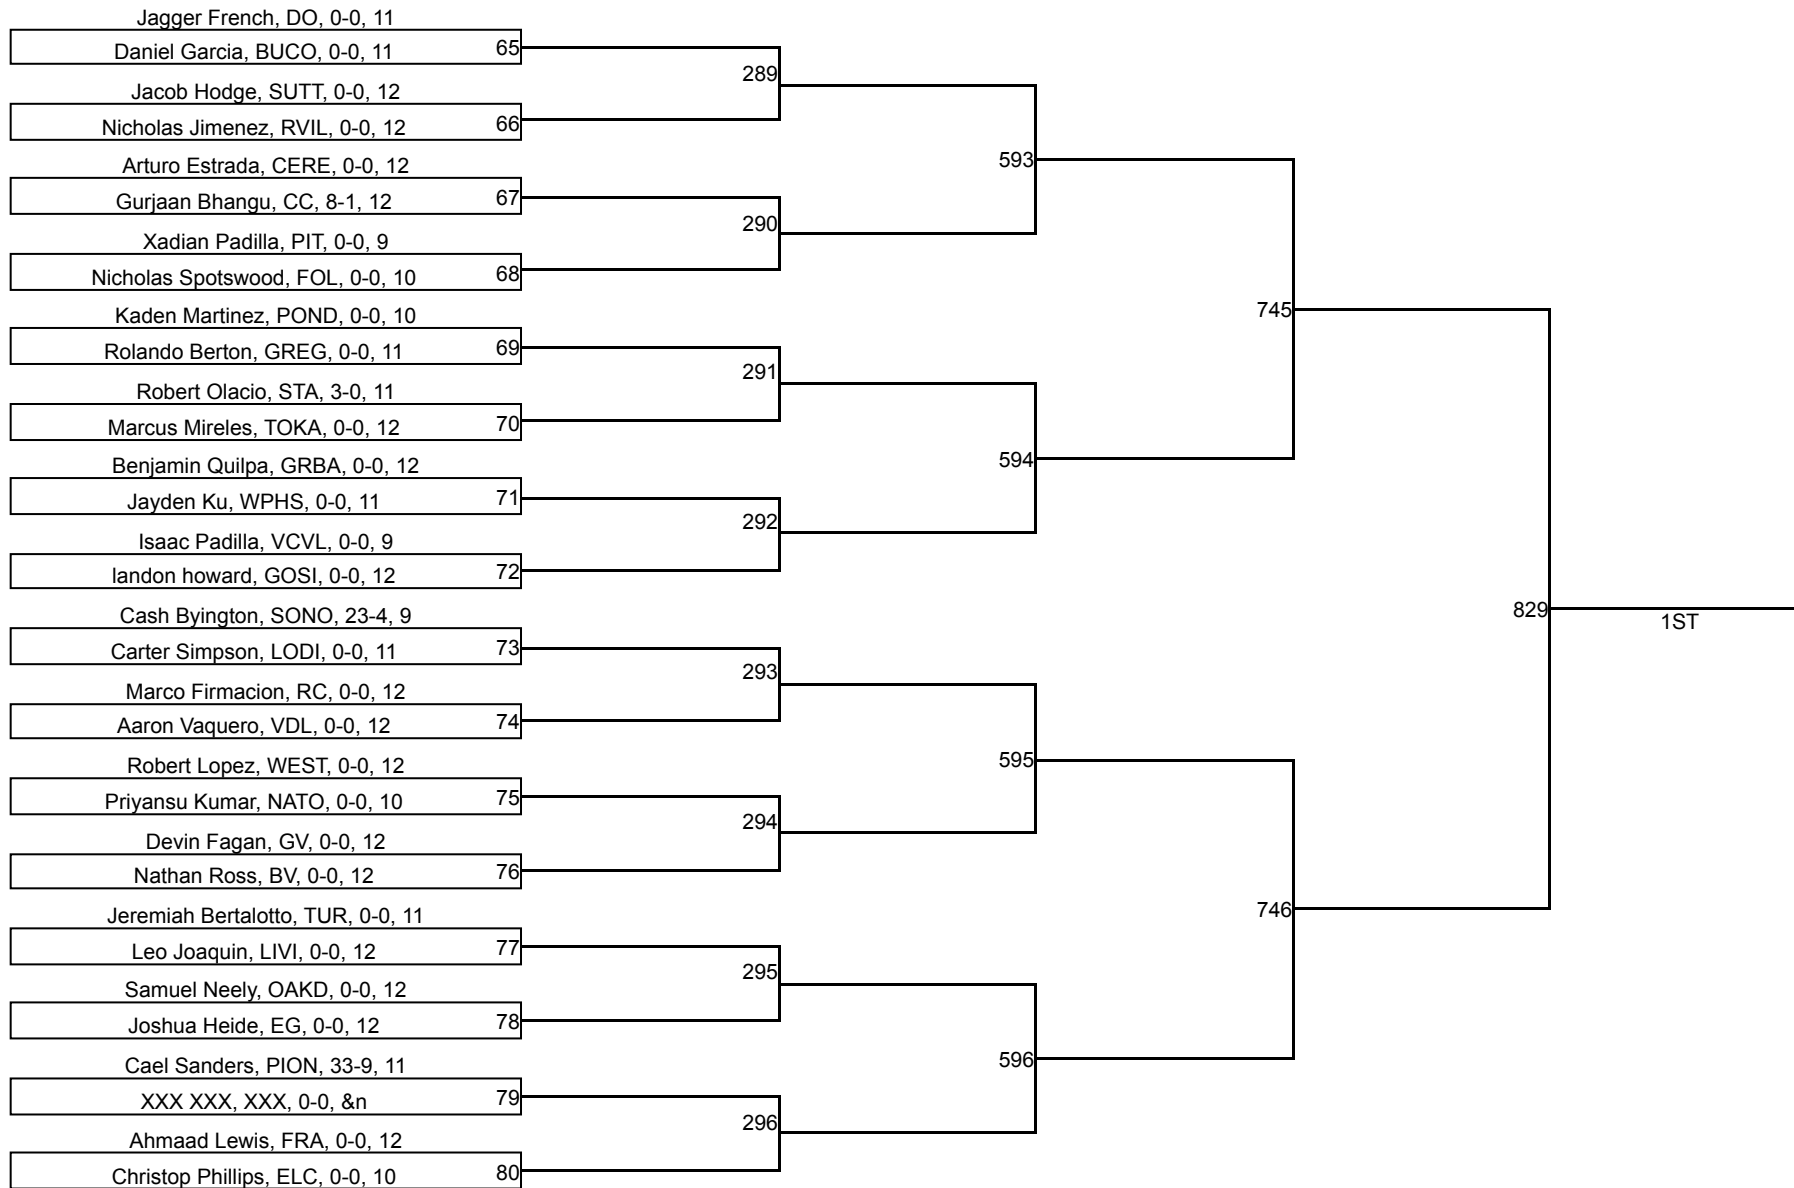 Jagger French, DO, 0-0, 11
Daniel Garcia, BUCO, 0-0, 11
65
289
Jacob Hodge, SUTT, 0-0, 12
Nicholas Jimenez, RVIL, 0-0, 12
66
593
Arturo Estrada, CERE, 0-0, 12
Gurjaan Bhangu, CC, 8-1, 12
67
290
Xadian Padilla, PIT, 0-0, 9
Nicholas Spotswood, FOL, 0-0, 10
68
745
Kaden Martinez, POND, 0-0, 10
Rolando Berton, GREG, 0-0, 11
69
291
Robert Olacio, STA, 3-0, 11
Marcus Mireles, TOKA, 0-0, 12
70
594
Benjamin Quilpa, GRBA, 0-0, 12
Jayden Ku, WPHS, 0-0, 11
71
292
Isaac Padilla, VCVL, 0-0, 9
landon howard, GOSI, 0-0, 12
72
829
1ST
Cash Byington, SONO, 23-4, 9
Carter Simpson, LODI, 0-0, 11
73
293
Marco Firmacion, RC, 0-0, 12
Aaron Vaquero, VDL, 0-0, 12
74
595
Robert Lopez, WEST, 0-0, 12
Priyansu Kumar, NATO, 0-0, 10
75
294
Devin Fagan, GV, 0-0, 12
Nathan Ross, BV, 0-0, 12
76
746
Jeremiah Bertalotto, TUR, 0-0, 11
Leo Joaquin, LIVI, 0-0, 12
77
295
Samuel Neely, OAKD, 0-0, 12
Joshua Heide, EG, 0-0, 12
78
596
Cael Sanders, PION, 33-9, 11
XXX XXX, XXX, 0-0, &n
79
296
Ahmaad Lewis, FRA, 0-0, 12
Christop Phillips, ELC, 0-0, 10
80